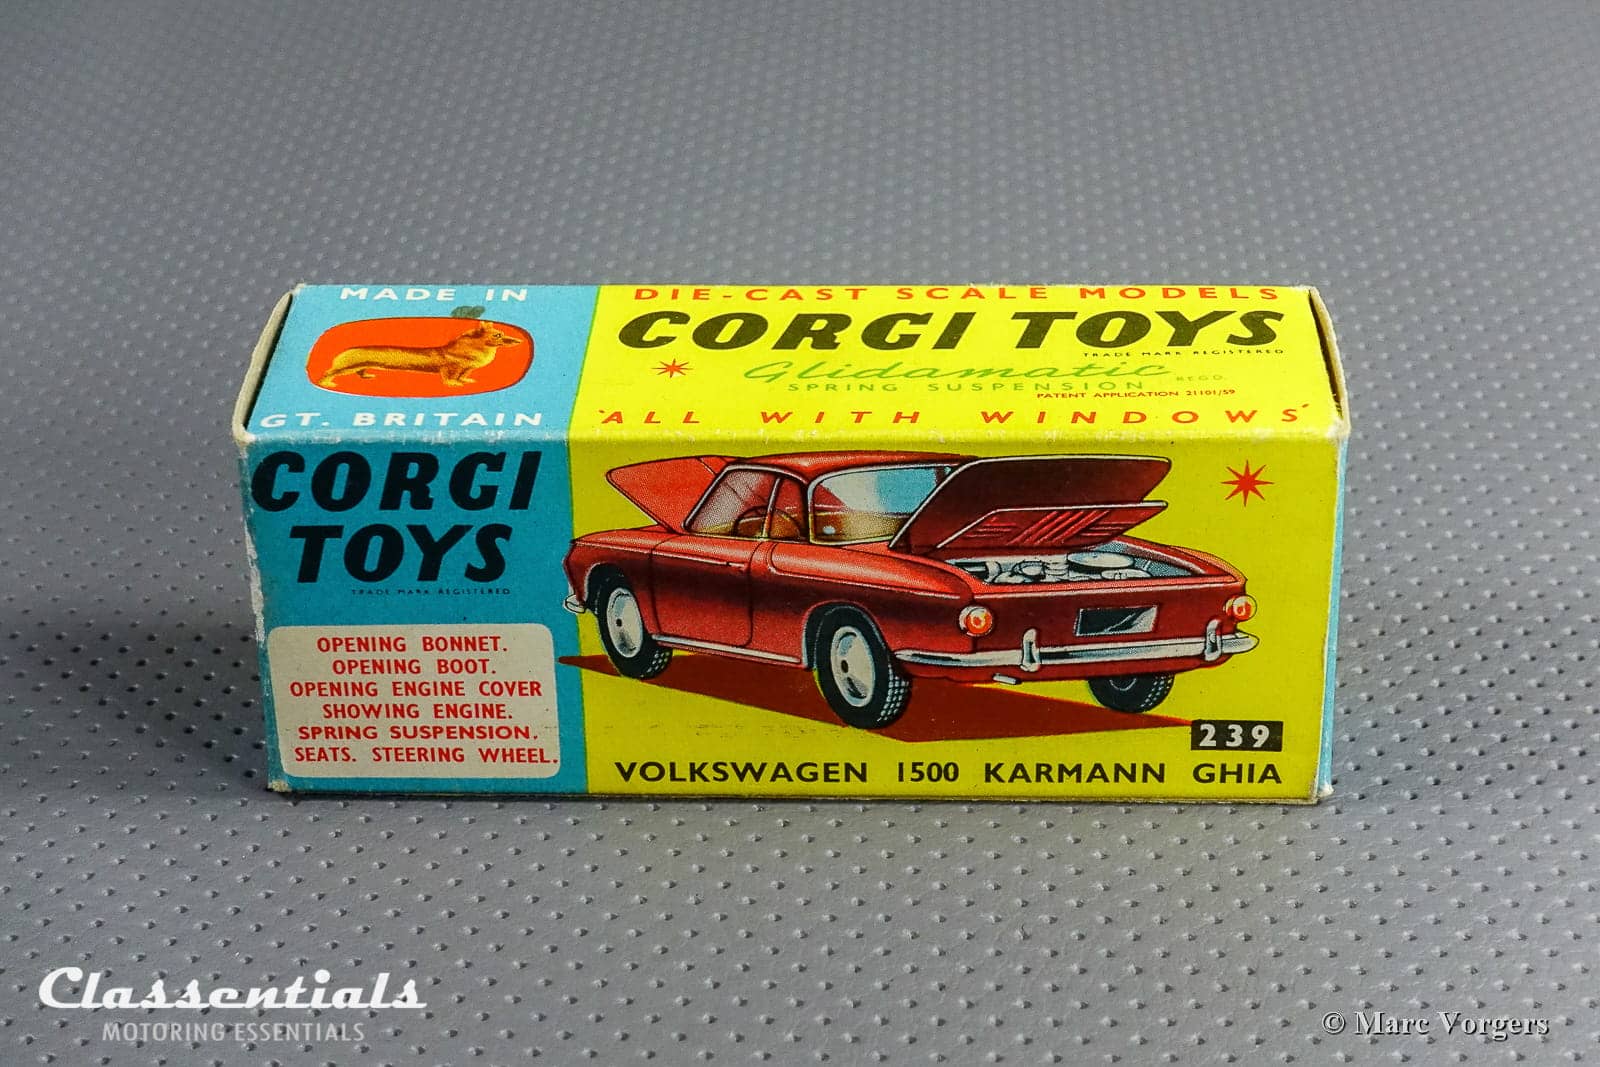 MADE IN
GT. BRITAIN
DIE-CAST SCALE MODELS
CORGI TOYS
TRADE MARK REGISTERED
Glidamatic REGD.
SPRING SUSPENSION
PATENT APPLICATION 21101/59
'ALL WITH WINDOWS'
CORGI
TOYS
TRADE MARK REGISTERED
OPENING BONNET.
OPENING BOOT.
OPENING ENGINE COVER
SHOWING ENGINE.
SPRING SUSPENSION.
SEATS. STEERING WHEEL.
239
VOLKSWAGEN 1500 KARMANN GHIA
Classentials
MOTORING ESSENTIALS
© Marc Vorgers